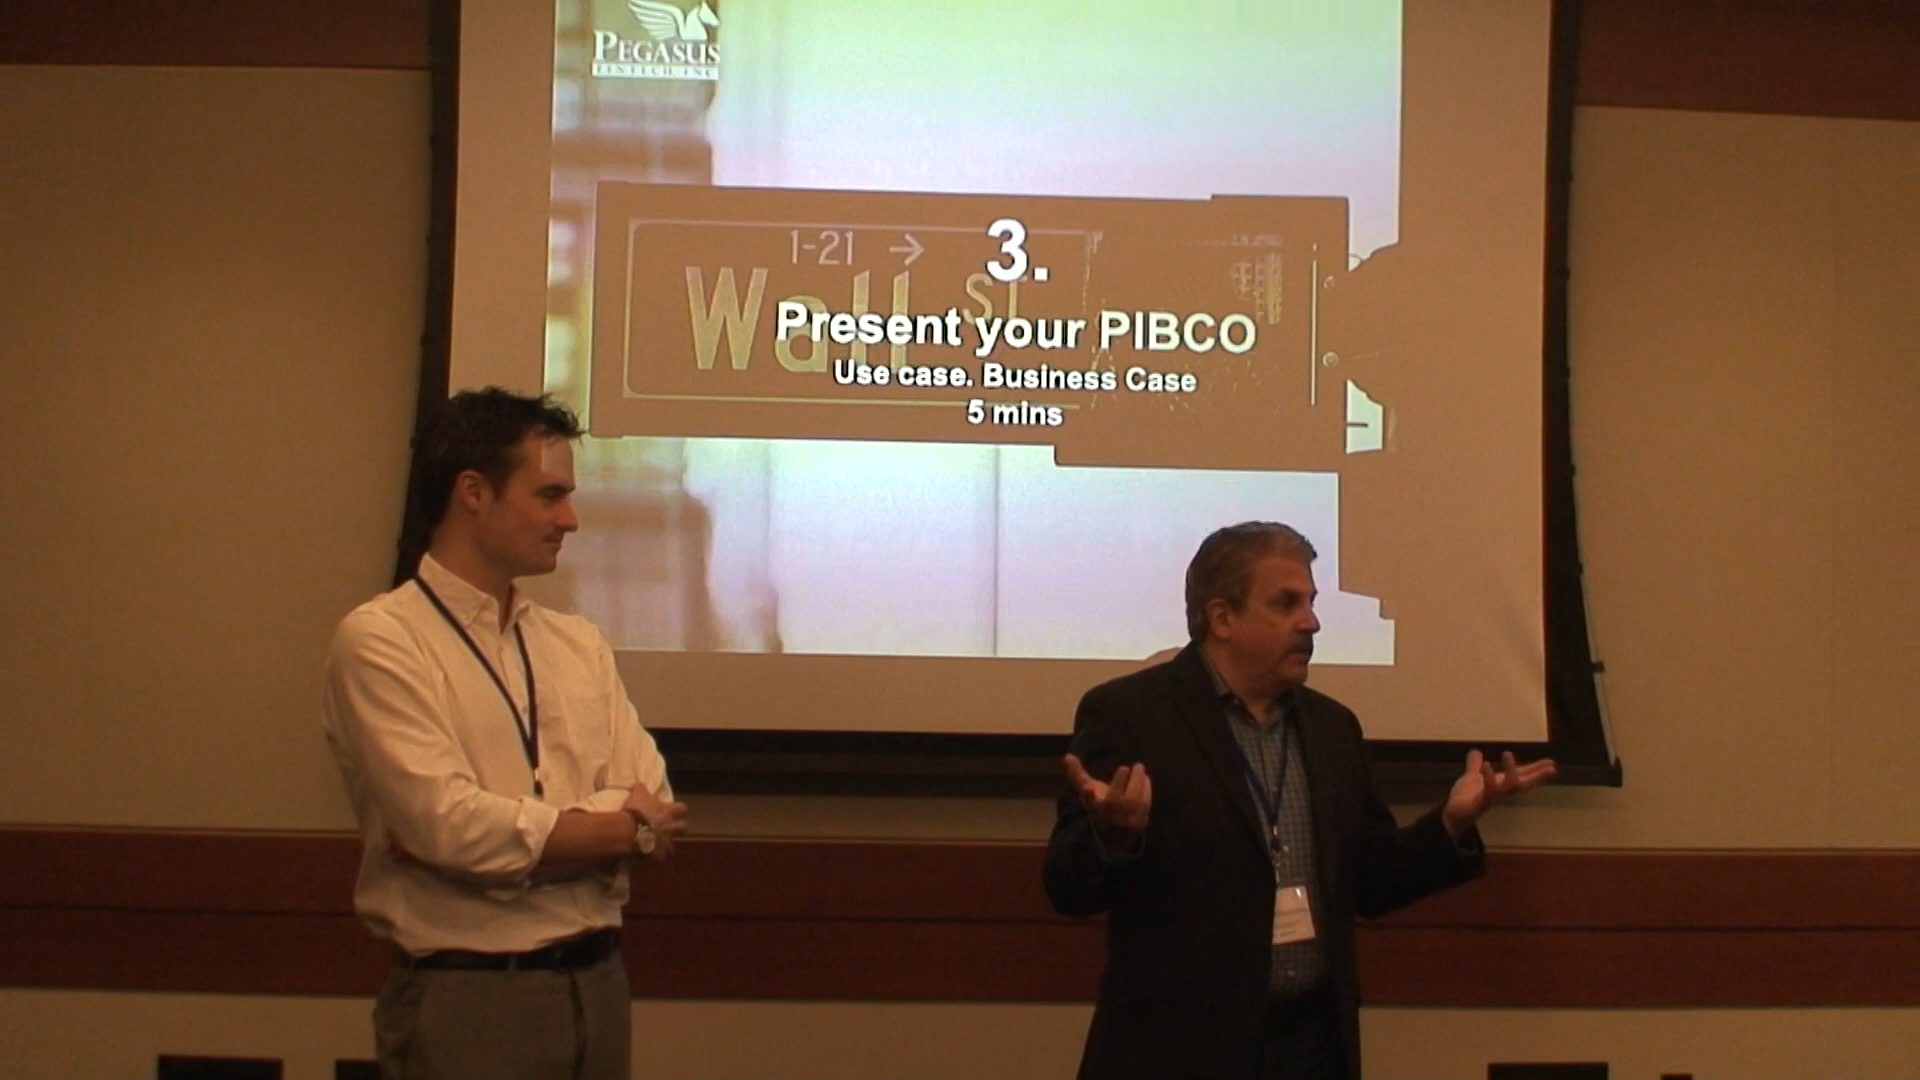 PEGASUS
FINTECH INC
3.
1-21 →
Wall ST
Present your PIBCO
Use case. Business Case
5 mins